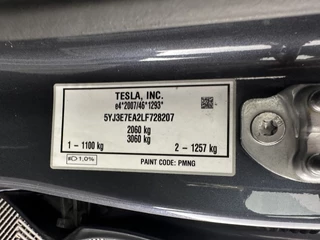 TESLA, INC.
e4*2007/46*1293*
5YJ3E7EA2LF728207
2060 kg
3060 kg
1 - 1100 kg 2 - 1257 kg
1,0% PAINT CODE: PMNG